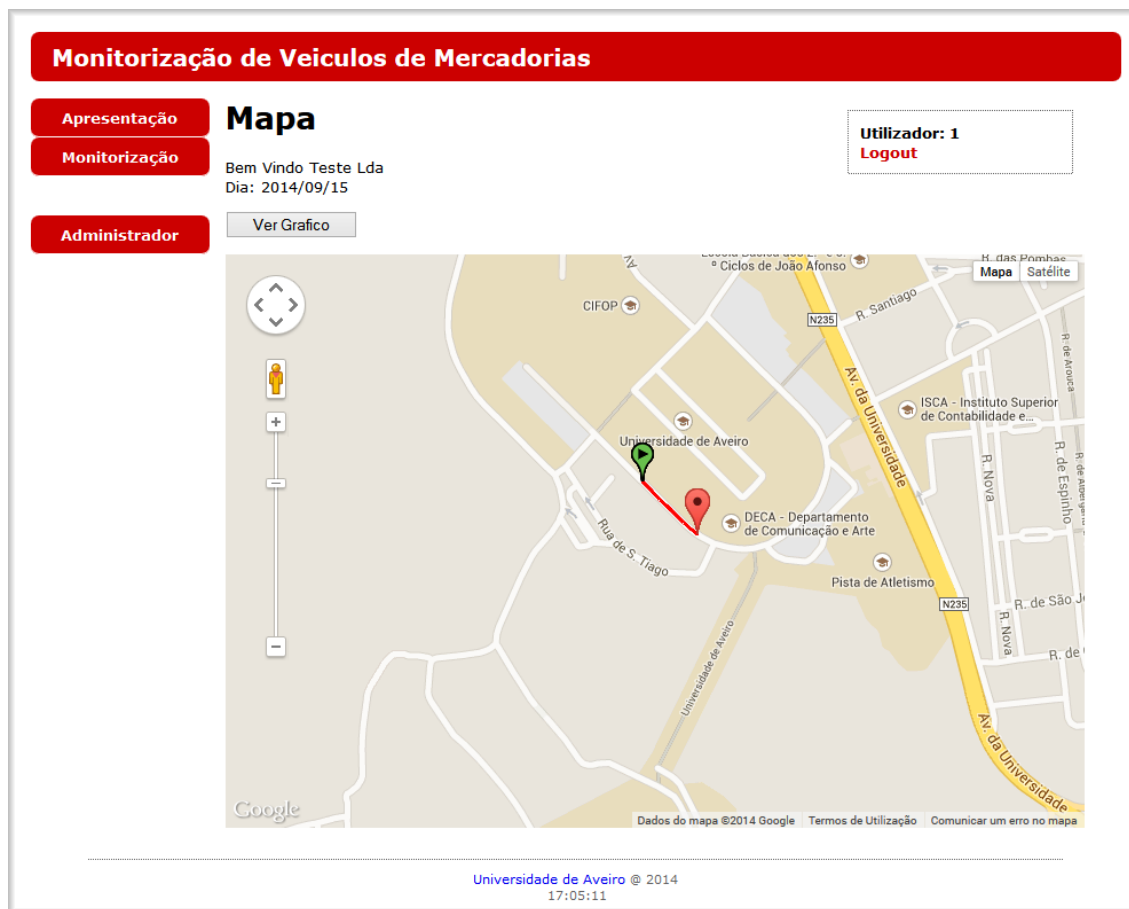 Monitorização de Veiculos de Mercadorias
Apresentação
Monitorização
Administrador
Mapa
Bem Vindo Teste Lda
Dia: 2014/09/15
Utilizador: 1
Logout
Ver Grafico
º Ciclos de João Afonso
R. das Pombas
Mapa Satélite
Av
CIFOP
R. Santiago
N235
R. de Arouca
Av. da Universidade
ISCA - Instituto Superior
de Contabilidade e...
Universidade de Aveiro
R. Nova
R. de Espinho
DECA - Departamento
de Comunicação e Arte
Rua de S. Tiago
Pista de Atletismo
N235
R. de São J
R. Nova
R. de
Universidade de Aveiro
Av. da Universidade
Google
Dados do mapa ©2014 Google Termos de Utilização Comunicar um erro no mapa
Universidade de Aveiro @ 2014
17:05:11